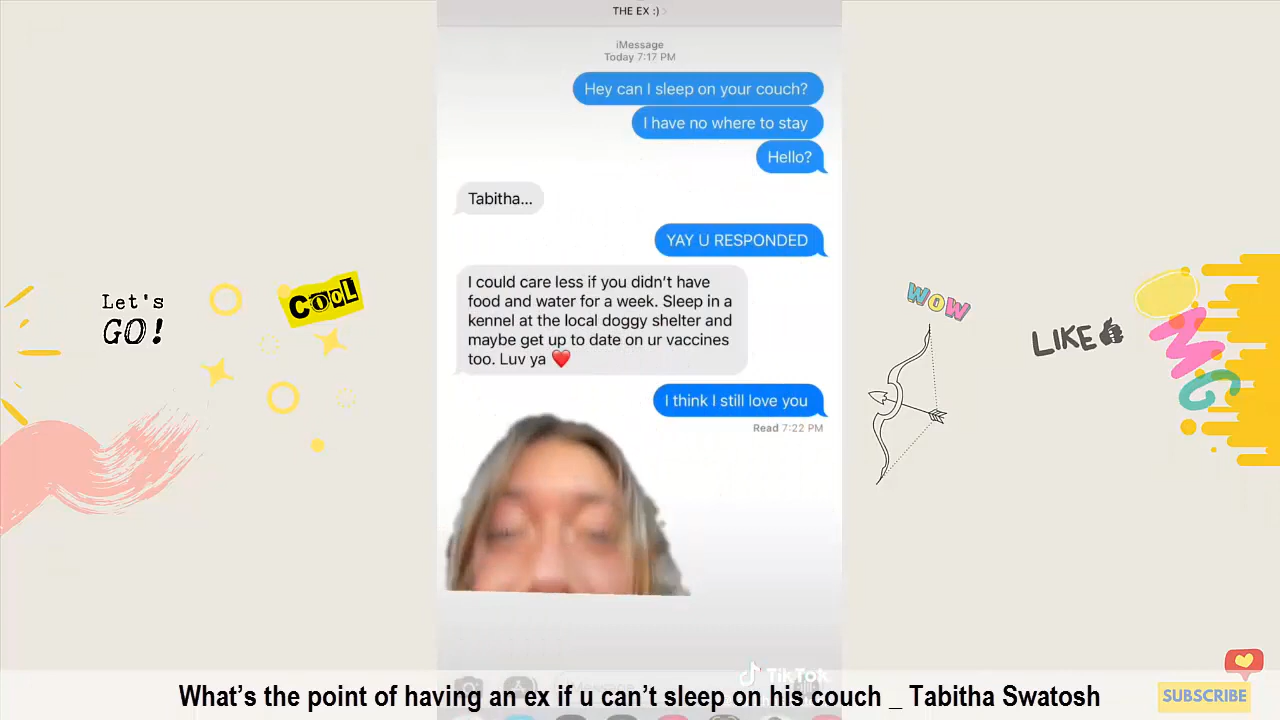 THE EX :)
iMessage
Today 7:17 PM
Hey can I sleep on your couch?
I have no where to stay
Hello?
Tabitha...
YAY U RESPONDED
I could care less if you didn't have
food and water for a week. Sleep in a
kennel at the local doggy shelter and
maybe get up to date on ur vaccines
too. Luv ya ❤️
I think I still love you
Read 7:22 PM
Let's
GO!
COOL
WOW
LIKE
OMG
TikTok
What's the point of having an ex if u can't sleep on his couch _ Tabitha Swatosh
SUBSCRIBE